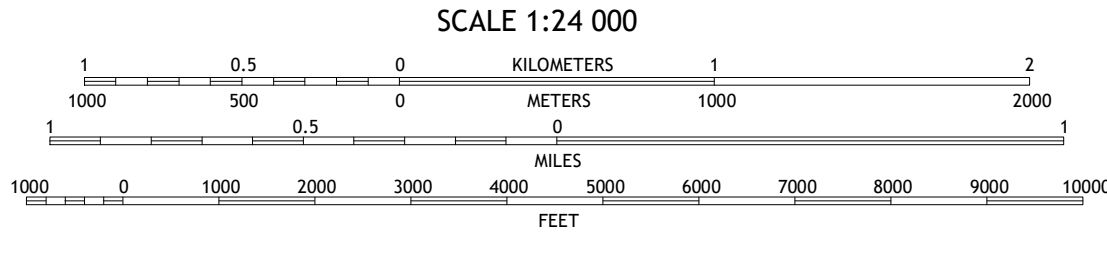 SCALE 1:24 000
1 0.5 0 KILOMETERS 1 2
1000 500 0 METERS 1000 2000
1 0.5 0 1
MILES
1000 0 1000 2000 3000 4000 5000 6000 7000 8000 9000 10000
FEET